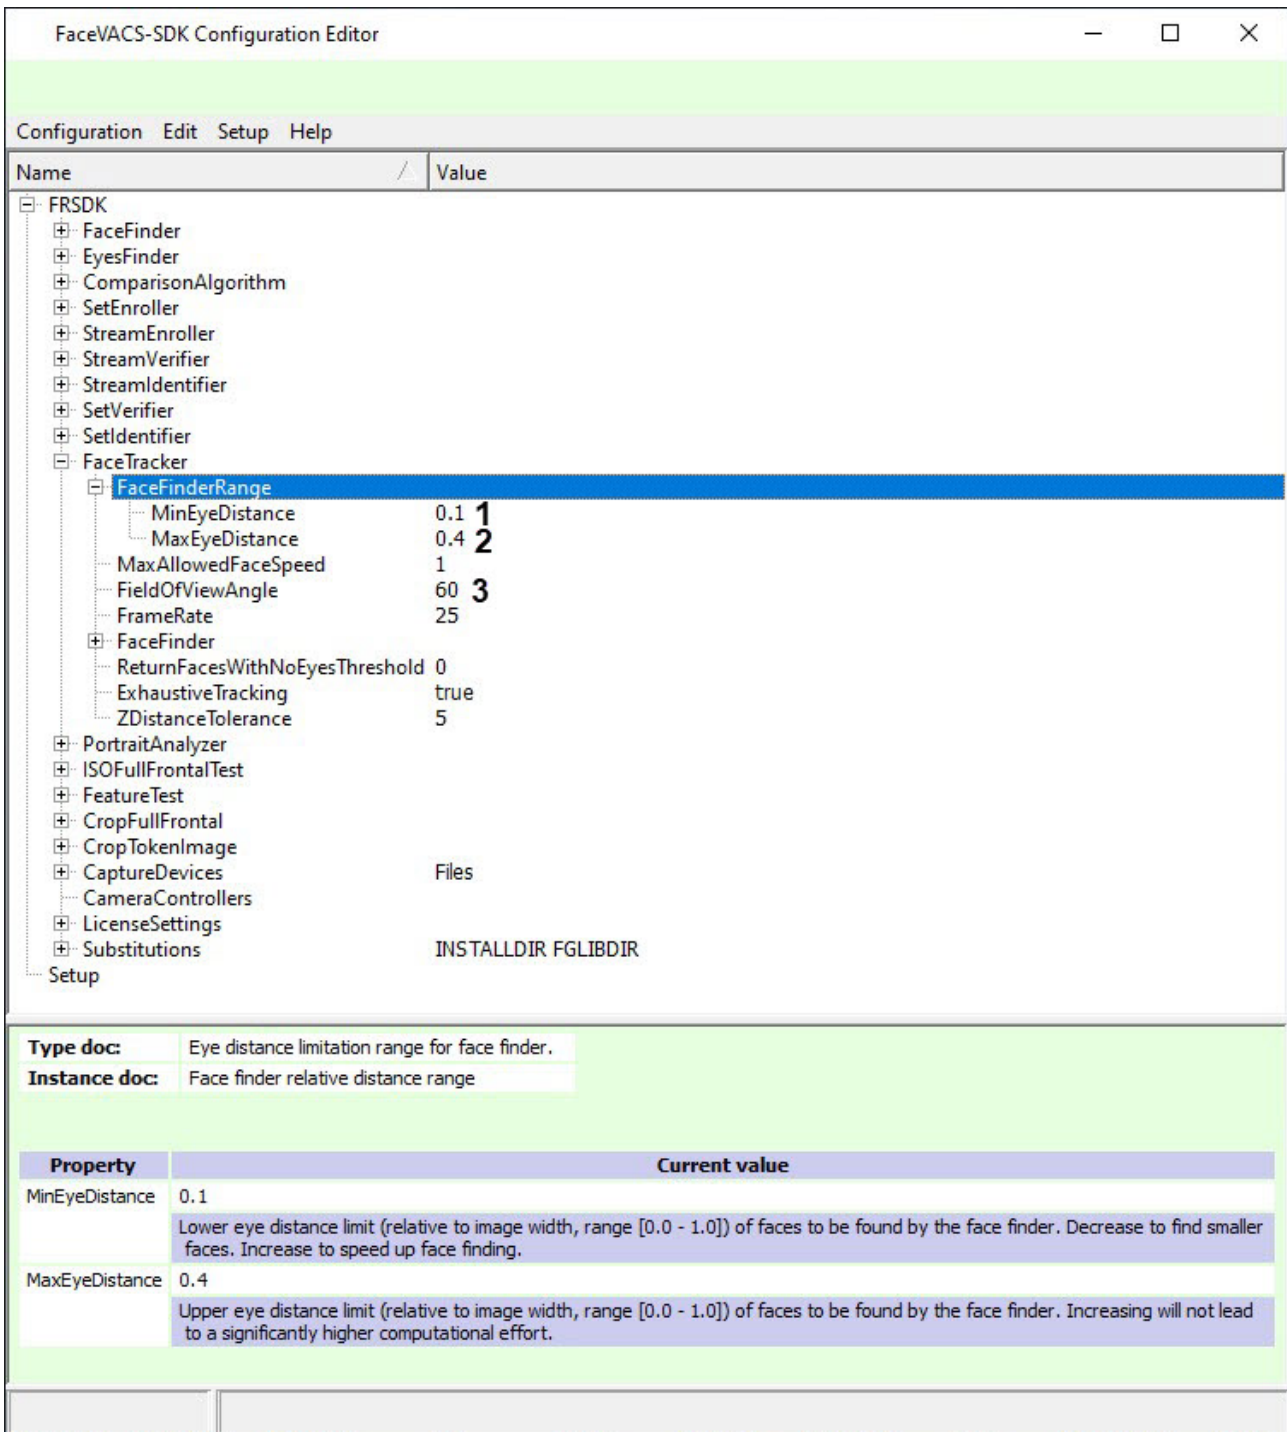 FaceVACS-SDK Configuration Editor
Configuration Edit Setup Help
Name Value
FRSDK
FaceFinder
EyesFinder
ComparisonAlgorithm
SetEnroller
StreamEnroller
StreamVerifier
StreamIdentifier
SetVerifier
SetIdentifier
FaceTracker
FaceFinderRange
MinEyeDistance 0.1 1
MaxEyeDistance 0.4 2
MaxAllowedFaceSpeed 1
FieldOfViewAngle 60 3
FrameRate 25
FaceFinder
ReturnFacesWithNoEyesThreshold 0
ExhaustiveTracking true
ZDistanceTolerance 5
PortraitAnalyzer
ISOFullFrontalTest
FeatureTest
CropFullFrontal
CropTokenImage
CaptureDevices Files
CameraControllers
LicenseSettings
Substitutions INSTALLDIR FGLIBDIR
Setup
Type doc: Eye distance limitation range for face finder.
Instance doc: Face finder relative distance range
Property Current value
MinEyeDistance 0.1
Lower eye distance limit (relative to image width, range [0.0 - 1.0]) of faces to be found by the face finder. Decrease to find smaller
faces. Increase to speed up face finding.
MaxEyeDistance 0.4
Upper eye distance limit (relative to image width, range [0.0 - 1.0]) of faces to be found by the face finder. Increasing will not lead
to a significantly higher computational effort.